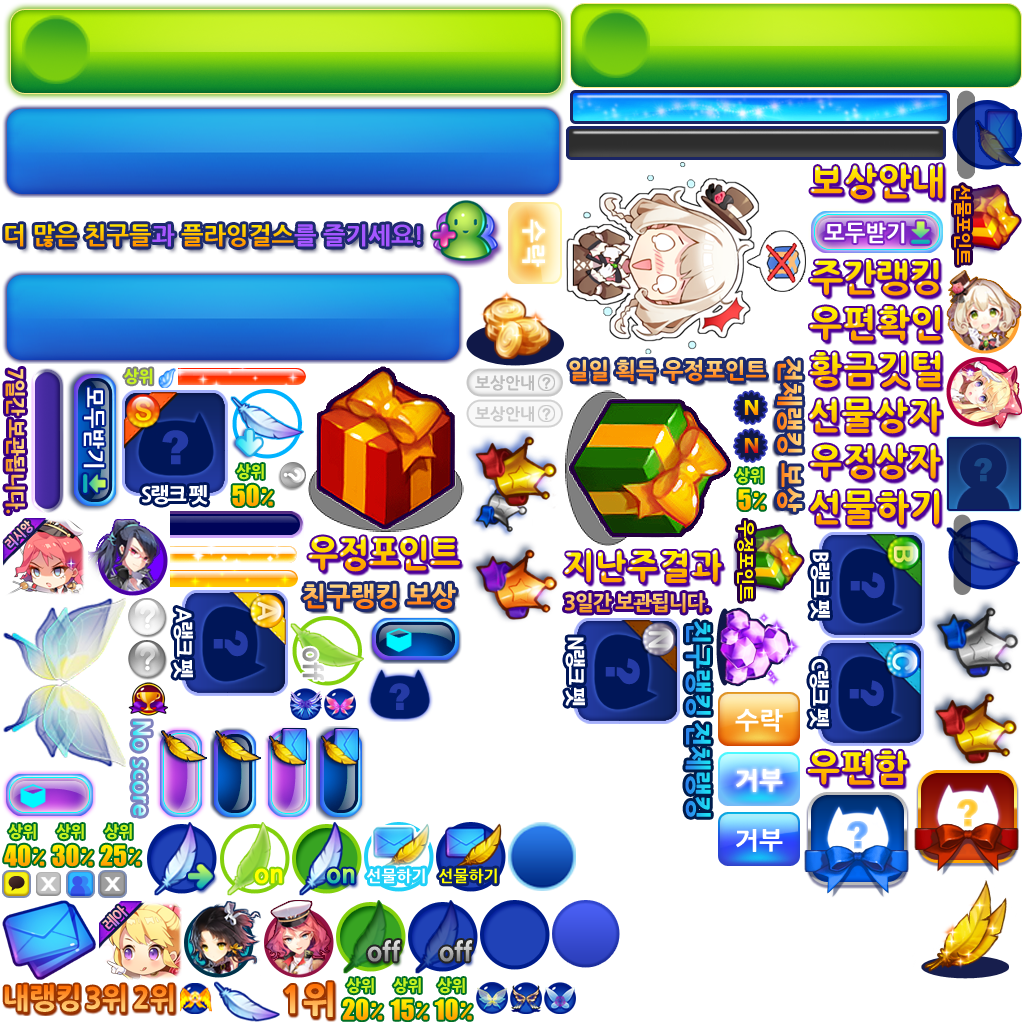 더 많은 친구들과 플라잉걸스를 즐기세요!
수락
보상안내
선물포인트
모두받기
주간랭킹
우편확인
황금깃털
선물상자
우정상자
선물하기
7일간 보관됩니다.
모두받기
상위
S
?
S랭크 펫
상위
50%
?
보상안내?
보상안내?
일일 획득 우정포인트
전체랭킹 보상
N
N
상위
5%
?
러시앙
우정포인트
친구랭킹 보상
지난주결과
3일간 보관됩니다.
우정포인트
B
?
B랭크 펫
?
?
A
?
A랭크 펫
off
?
N
?
N랭크 펫
친구랭킹 전체랭킹
C
?
C랭크 펫
수락
거부
거부
우편함
?
?
No score
상위 상위 상위
40% 30% 25%
on
on
선물하기
선물하기
X
X
레아
off
off
내랭킹 3위 2위
1위
상위 상위 상위
20% 15% 10%